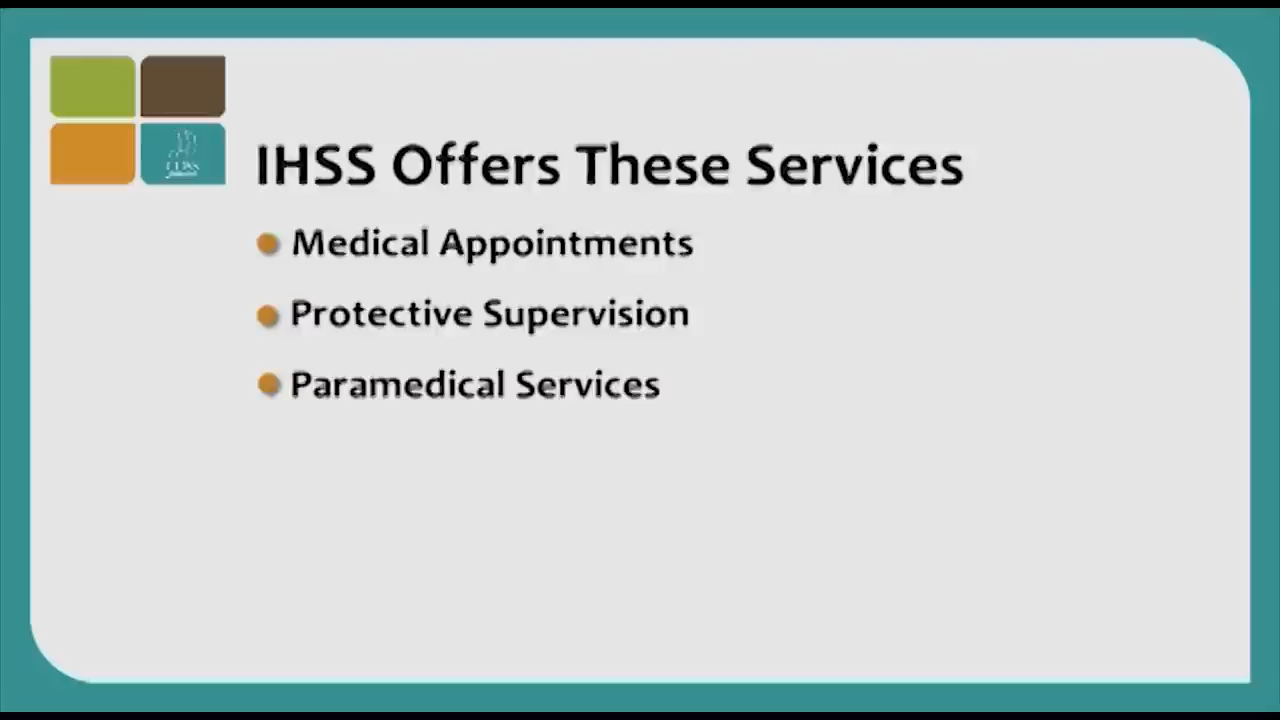 IHSS Offers These Services
Medical Appointments
Protective Supervision
Paramedical Services